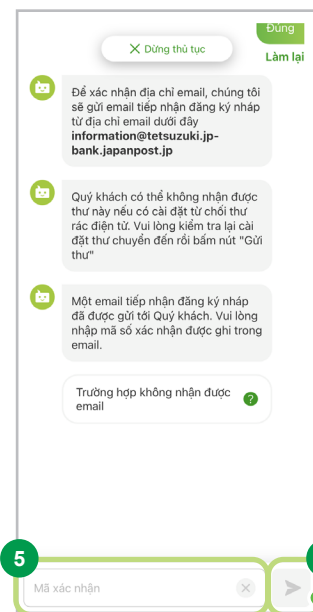 Đúng
Dừng thủ tục
Làm lại
Để xác nhận địa chỉ email, chúng tôi
sẽ gửi email tiếp nhận đăng ký nháp
từ địa chỉ email dưới đây
information@tetsuzuki.jp-
bank.japanpost.jp
Quý khách có thể không nhận được
thư này nếu có cài đặt từ chối thư
rác điện tử. Vui lòng kiểm tra lại cài
đặt thư chuyển đến rồi bấm nút "Gửi
thư"
Một email tiếp nhận đăng ký nháp
đã được gửi tới Quý khách. Vui lòng
nhập mã số xác nhận được ghi trong
email.
Trường hợp không nhận được
email
?
5
Mã xác nhận